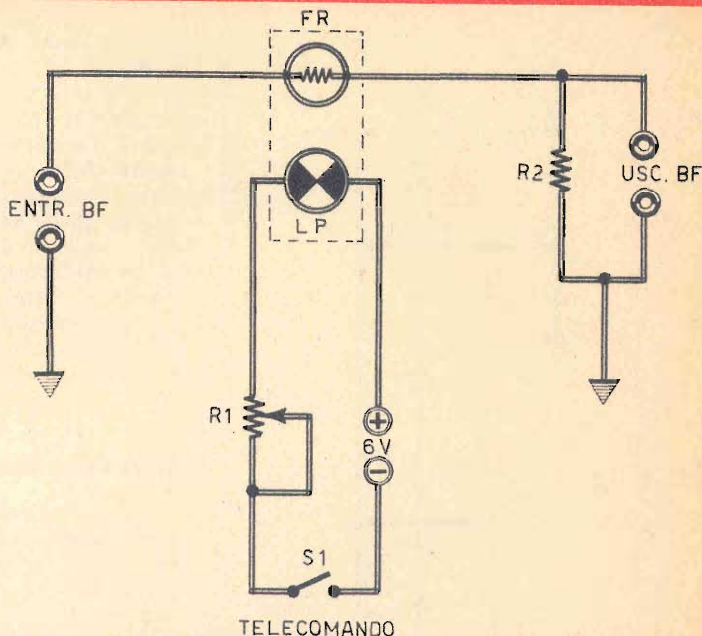 FR
ENTR. BF
LP
R2
USC. BF
R1
+
6V
−
S1
TELECOMANDO